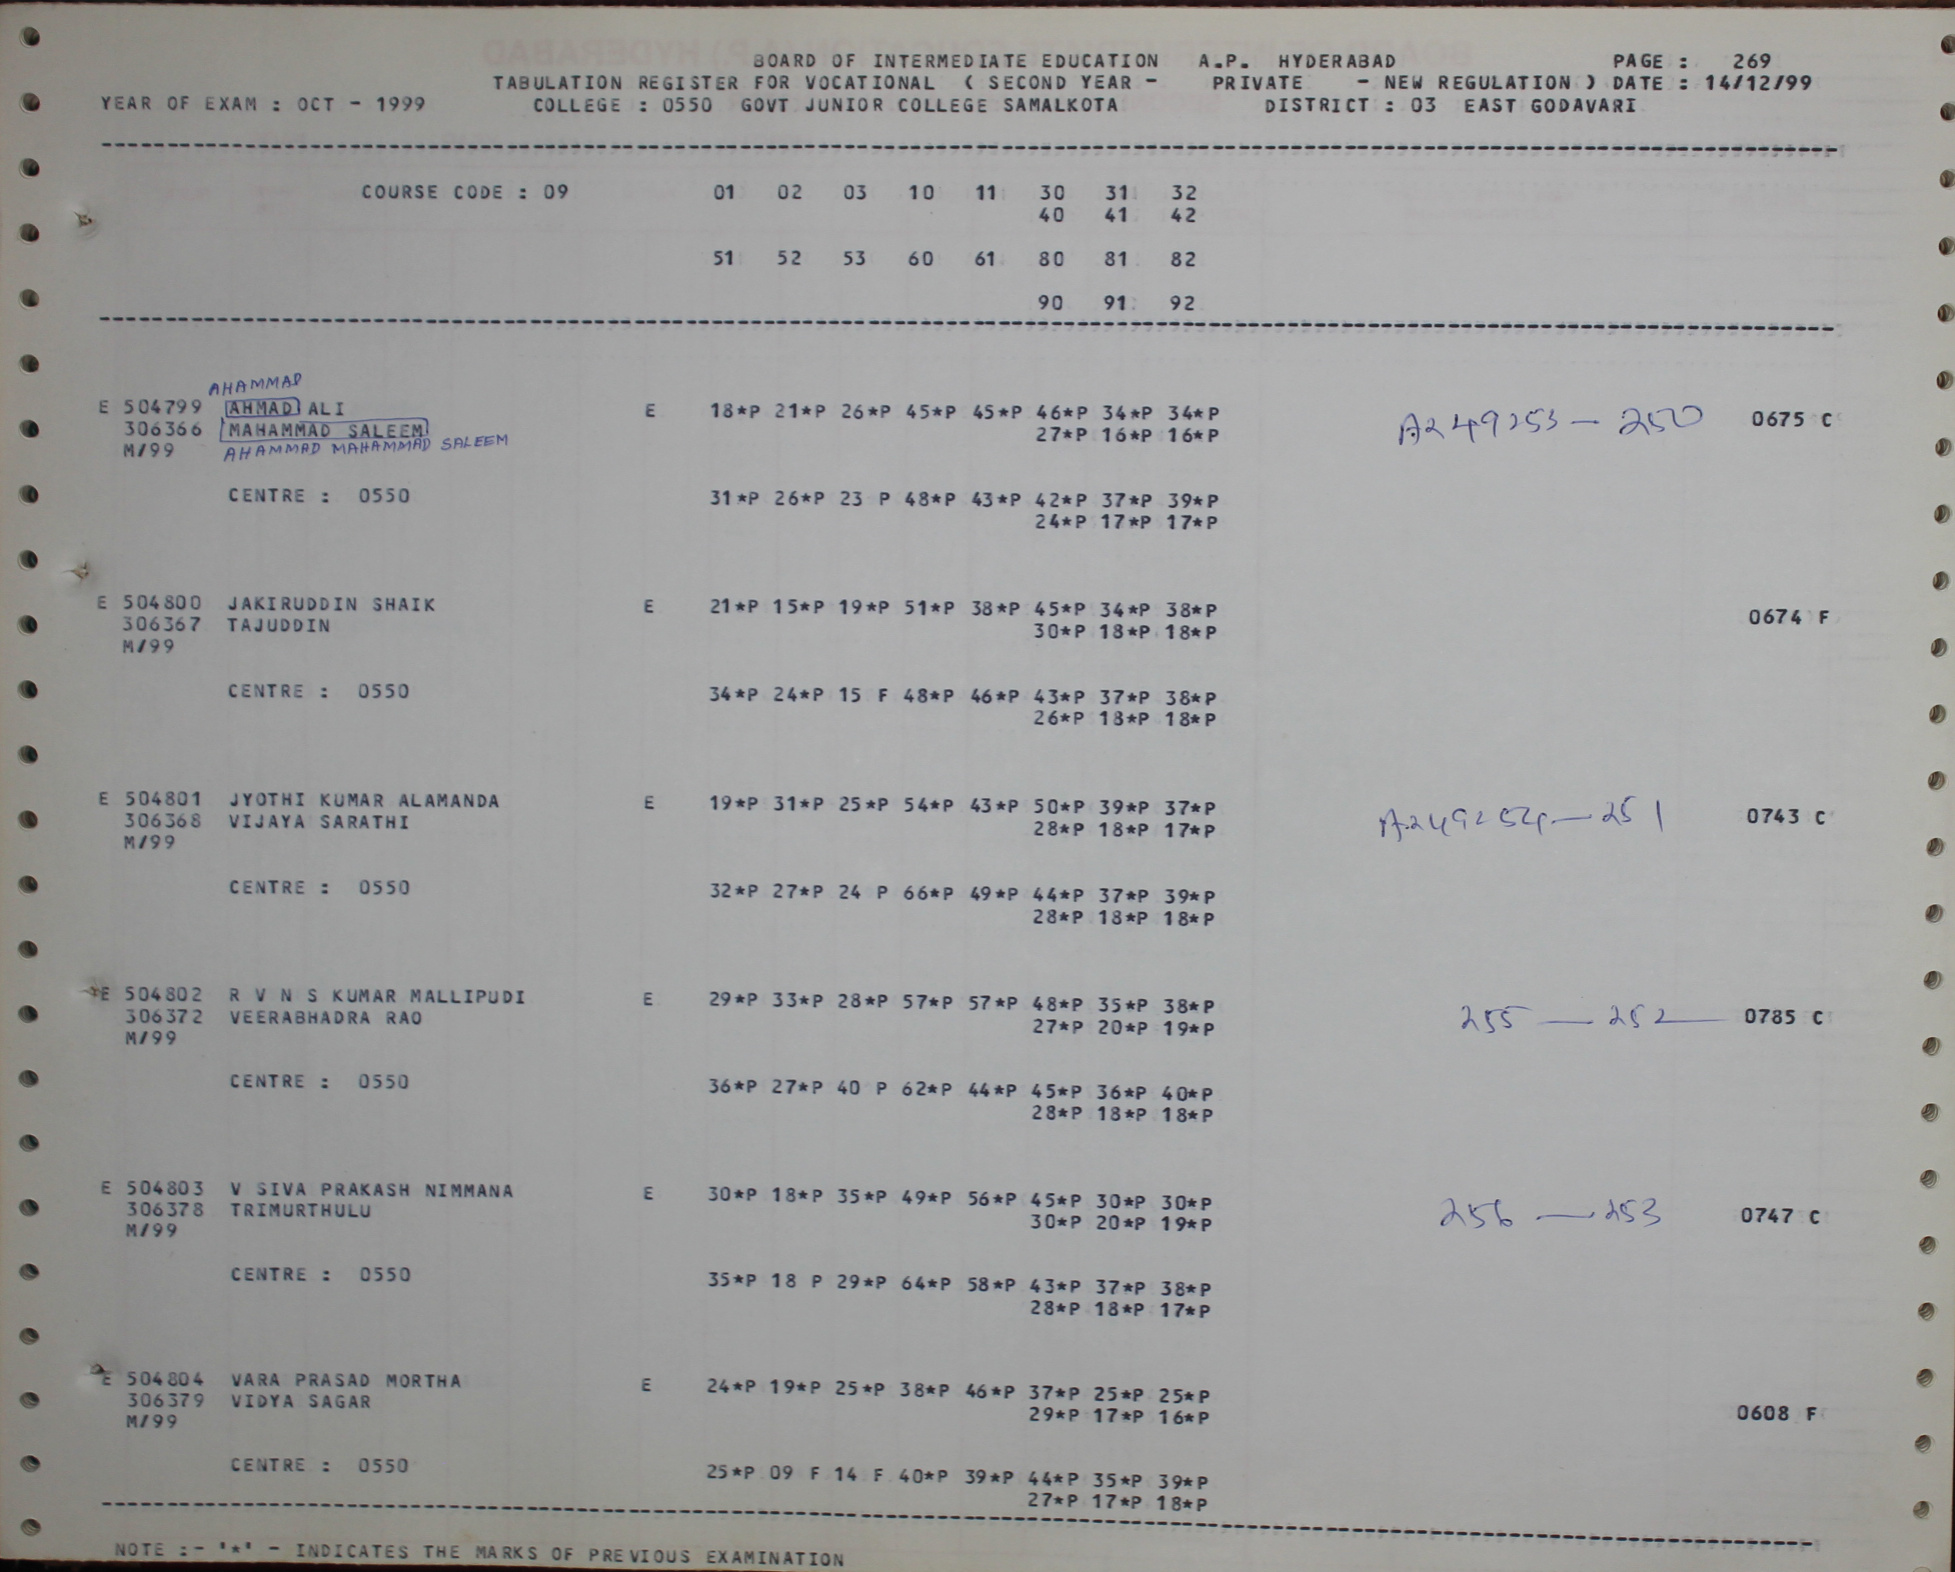 BOARD OF INTERMEDIATE EDUCATION A.P. HYDERABAD PAGE : 269
TABULATION REGISTER FOR VOCATIONAL ( SECOND YEAR - PRIVATE - NEW REGULATION ) DATE : 14/12/99
YEAR OF EXAM : OCT - 1999 COLLEGE : 0550 GOVT JUNIOR COLLEGE SAMALKOTA DISTRICT : 03 EAST GODAVARI
COURSE CODE : 09 01 02 03 10 11 30 31 32
40 41 42
51 52 53 60 61 80 81 82
90 91 92
AHAMMAD
E 504799 AHMAD ALI E 18*P 21*P 26*P 45*P 45*P 46*P 34*P 34*P A249253 - 250 0675 C
306366 MAHAMMAD SALEEM 27*P 16*P 16*P
M/99 AHAMMAD MAHAMMAD SALEEM
CENTRE : 0550 31*P 26*P 23 P 48*P 43*P 42*P 37*P 39*P
24*P 17*P 17*P
E 504800 JAKIRUDDIN SHAIK E 21*P 15*P 19*P 51*P 38*P 45*P 34*P 38*P 0674 F
306367 TAJUDDIN 30*P 18*P 18*P
M/99
CENTRE : 0550 34*P 24*P 15 F 48*P 46*P 43*P 37*P 38*P
26*P 18*P 18*P
E 504801 JYOTHI KUMAR ALAMANDA E 19*P 31*P 25*P 54*P 43*P 50*P 39*P 37*P A249254 - 251 0743 C
306368 VIJAYA SARATHI 28*P 18*P 17*P
M/99
CENTRE : 0550 32*P 27*P 24 P 66*P 49*P 44*P 37*P 39*P
28*P 18*P 18*P
E 504802 R V N S KUMAR MALLIPUDI E 29*P 33*P 28*P 57*P 57*P 48*P 35*P 38*P 255 - 252 0785 C
306372 VEERABHADRA RAO 27*P 20*P 19*P
M/99
CENTRE : 0550 36*P 27*P 40 P 62*P 44*P 45*P 36*P 40*P
28*P 18*P 18*P
E 504803 V SIVA PRAKASH NIMMANA E 30*P 18*P 35*P 49*P 56*P 45*P 30*P 30*P 256 - 253 0747 C
306378 TRIMURTHULU 30*P 20*P 19*P
M/99
CENTRE : 0550 35*P 18 P 29*P 64*P 58*P 43*P 37*P 38*P
28*P 18*P 17*P
E 504804 VARA PRASAD MORTHA E 24*P 19*P 25*P 38*P 46*P 37*P 25*P 25*P 0608 F
306379 VIDYA SAGAR 29*P 17*P 16*P
M/99
CENTRE : 0550 25*P 09 F 14 F 40*P 39*P 44*P 35*P 39*P
27*P 17*P 18*P
NOTE :- '*' - INDICATES THE MARKS OF PREVIOUS EXAMINATION